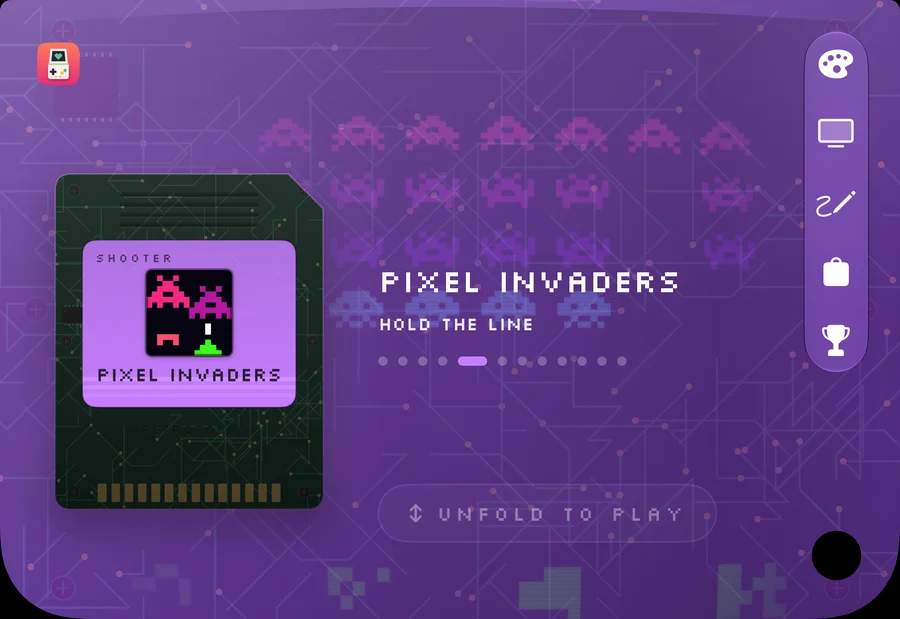 SHOOTER
PIXEL INVADERS
PIXEL INVADERS
HOLD THE LINE
UNFOLD TO PLAY